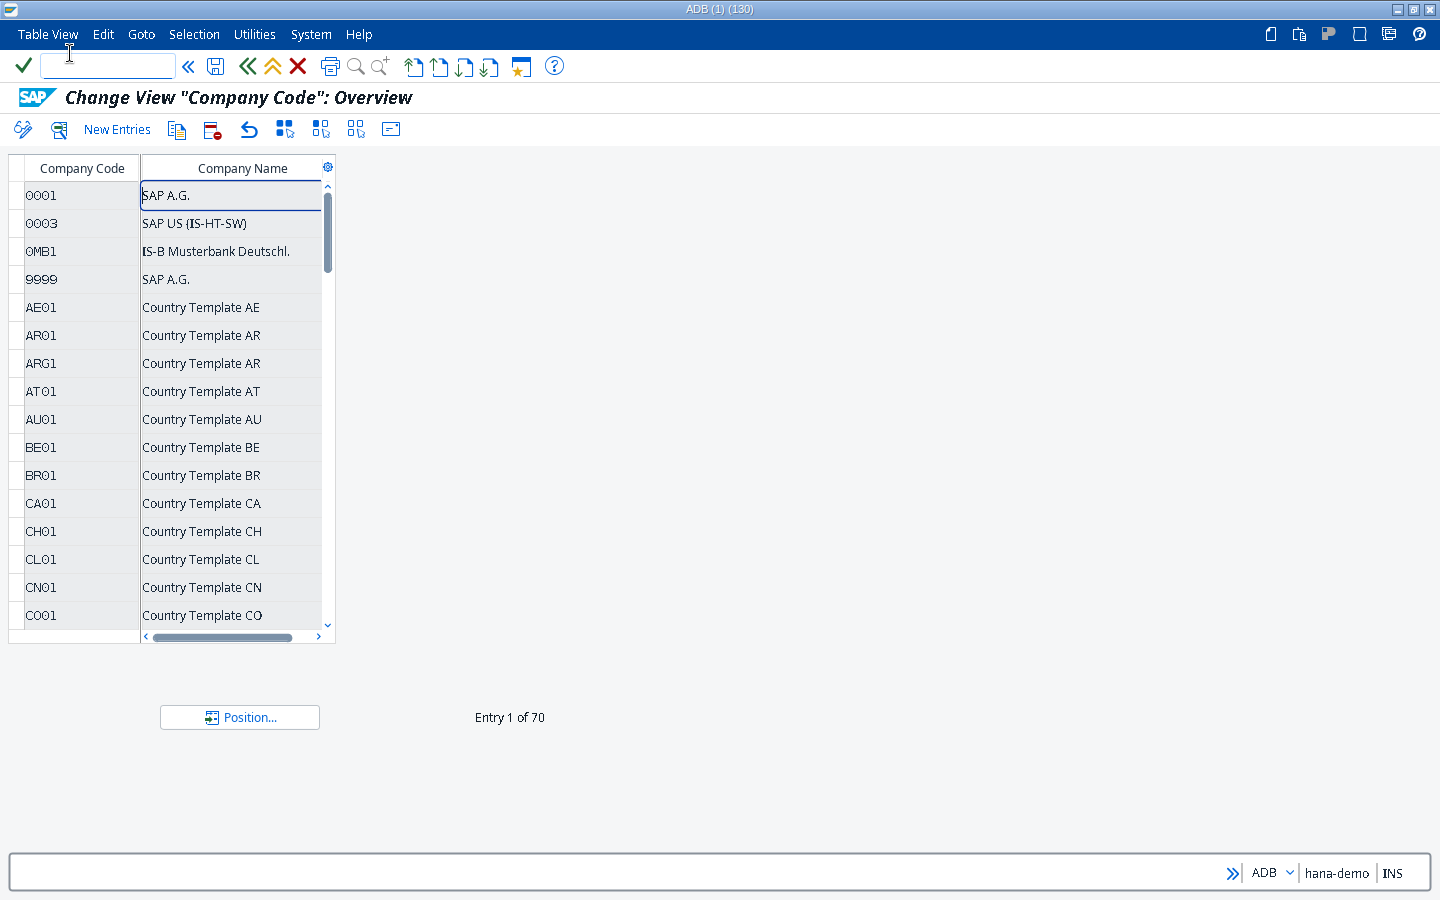 ADB (1) (130)
Table View Edit Goto Selection Utilities System Help
SAP Change View "Company Code": Overview
New Entries
Company Code Company Name
0001 SAP A.G.
0003 SAP US (IS-HT-SW)
0MB1 IS-B Musterbank Deutschl.
9999 SAP A.G.
AE01 Country Template AE
AR01 Country Template AR
ARG1 Country Template AR
AT01 Country Template AT
AU01 Country Template AU
BE01 Country Template BE
BR01 Country Template BR
CA01 Country Template CA
CH01 Country Template CH
CL01 Country Template CL
CN01 Country Template CN
CO01 Country Template CO
Position... Entry 1 of 70
ADB hana-demo INS